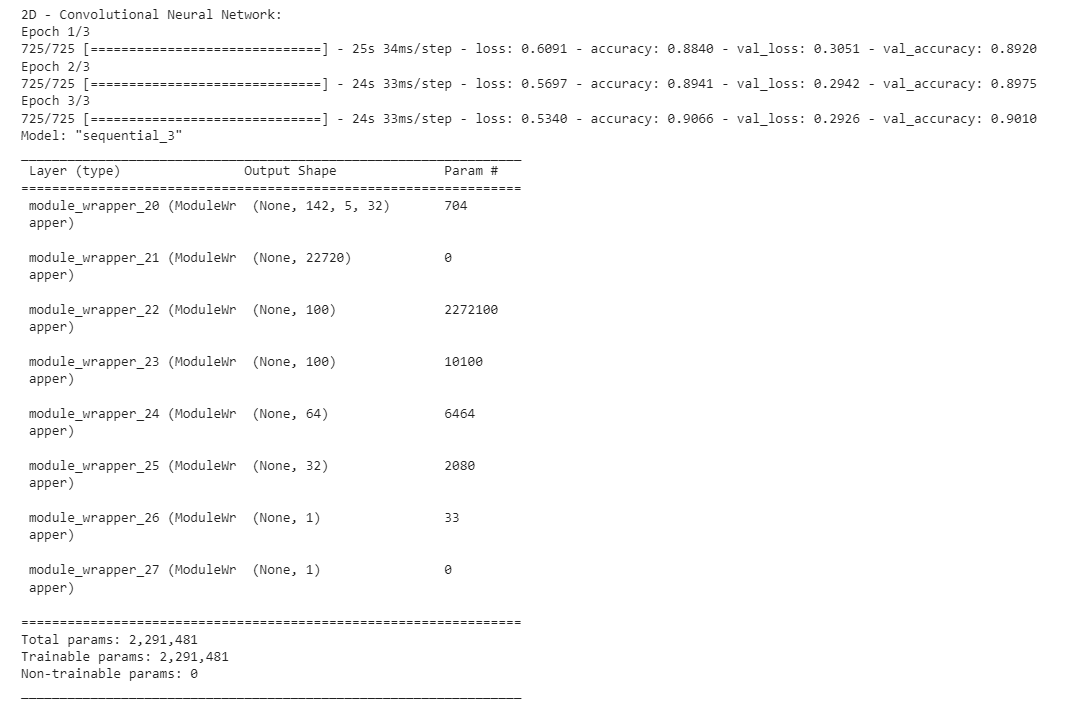 2D - Convolutional Neural Network:
Epoch 1/3
725/725 [==============================] - 25s 34ms/step - loss: 0.6091 - accuracy: 0.8840 - val_loss: 0.3051 - val_accuracy: 0.8920
Epoch 2/3
725/725 [==============================] - 24s 33ms/step - loss: 0.5697 - accuracy: 0.8941 - val_loss: 0.2942 - val_accuracy: 0.8975
Epoch 3/3
725/725 [==============================] - 24s 33ms/step - loss: 0.5340 - accuracy: 0.9066 - val_loss: 0.2926 - val_accuracy: 0.9010
Model: "sequential_3"
_________________________________________________________________
Layer (type)                Output Shape              Param #
=================================================================
module_wrapper_20 (ModuleWr  (None, 142, 5, 32)       704
apper)
module_wrapper_21 (ModuleWr  (None, 22720)            0
apper)
module_wrapper_22 (ModuleWr  (None, 100)              2272100
apper)
module_wrapper_23 (ModuleWr  (None, 100)              10100
apper)
module_wrapper_24 (ModuleWr  (None, 64)               6464
apper)
module_wrapper_25 (ModuleWr  (None, 32)               2080
apper)
module_wrapper_26 (ModuleWr  (None, 1)                33
apper)
module_wrapper_27 (ModuleWr  (None, 1)                0
apper)
=================================================================
Total params: 2,291,481
Trainable params: 2,291,481
Non-trainable params: 0
_________________________________________________________________